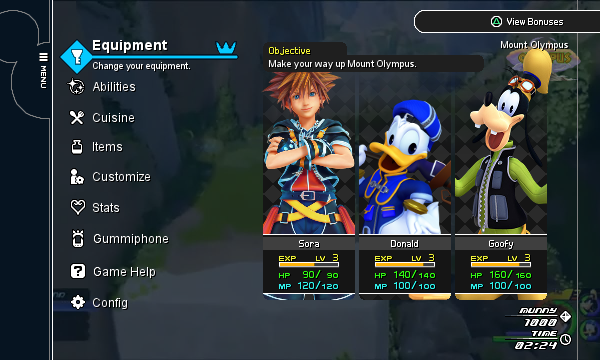 View Bonuses
MENU
Equipment
Change your equipment.
Abilities
Cuisine
Items
Customize
Stats
Gummiphone
Game Help
Config
Objective
Make your way up Mount Olympus.
Mount Olympus
Sora
EXP LV 3
HP 90/90
MP 120/120
Donald
EXP LV 3
HP 140/140
MP 100/100
Goofy
EXP LV 3
HP 160/160
MP 100/100
MUNNY
1000
TIME
02:24